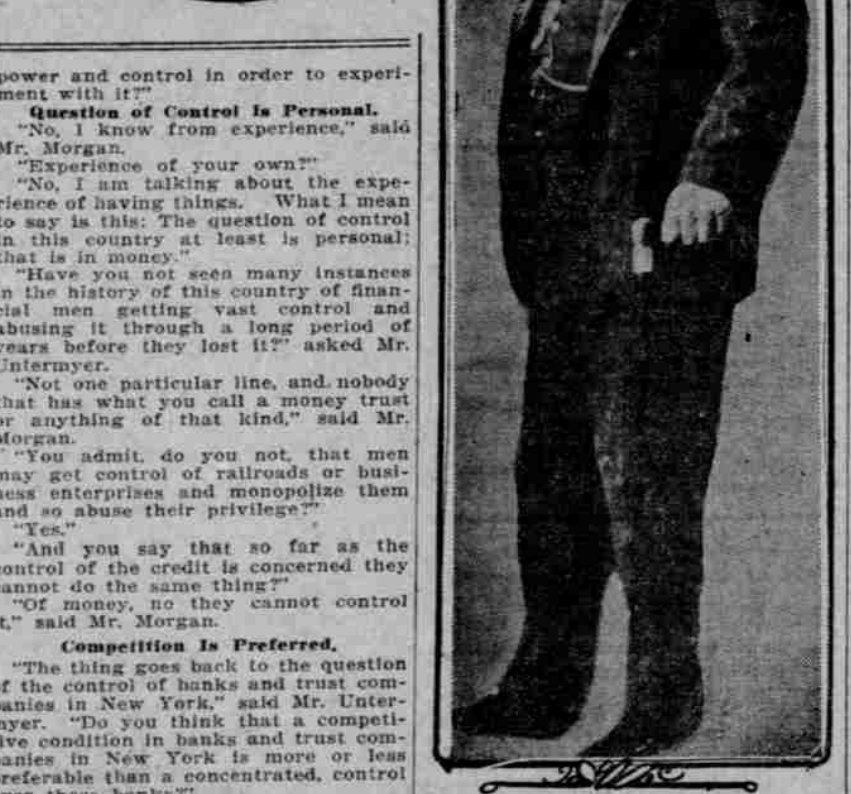 power and control in order to experi-
ment with it?"
Question of Control Is Personal.
"No, I know from experience," said
Mr. Morgan.
"Experience of your own?"
"No, I am talking about the expe-
rience of having things. What I mean
to say is this: The question of control
in this country at least is personal;
that is in money."
"Have you not seen many instances
in the history of this country of finan-
cial men getting vast control and
abusing it through a long period of
years before they lost it?" asked Mr.
Untermyer.
"Not one particular line, and nobody
that has what you call a money trust
or anything of that kind," said Mr.
Morgan.
"You admit, do you not, that men
may get control of railroads or busi-
ness enterprises and monopolize them
and so abuse their privilege?"
"Yes."
"And you say that so far as the
control of the credit is concerned they
cannot do the same thing?"
"Of money, no they cannot control
it," said Mr. Morgan.
Competition Is Preferred.
"The thing goes back to the question
of the control of banks and trust com-
panies in New York," said Mr. Unter-
myer. "Do you think that a competi-
tive condition in banks and trust com-
panies in New York is more or less
preferable than a concentrated, control
over these banks?"